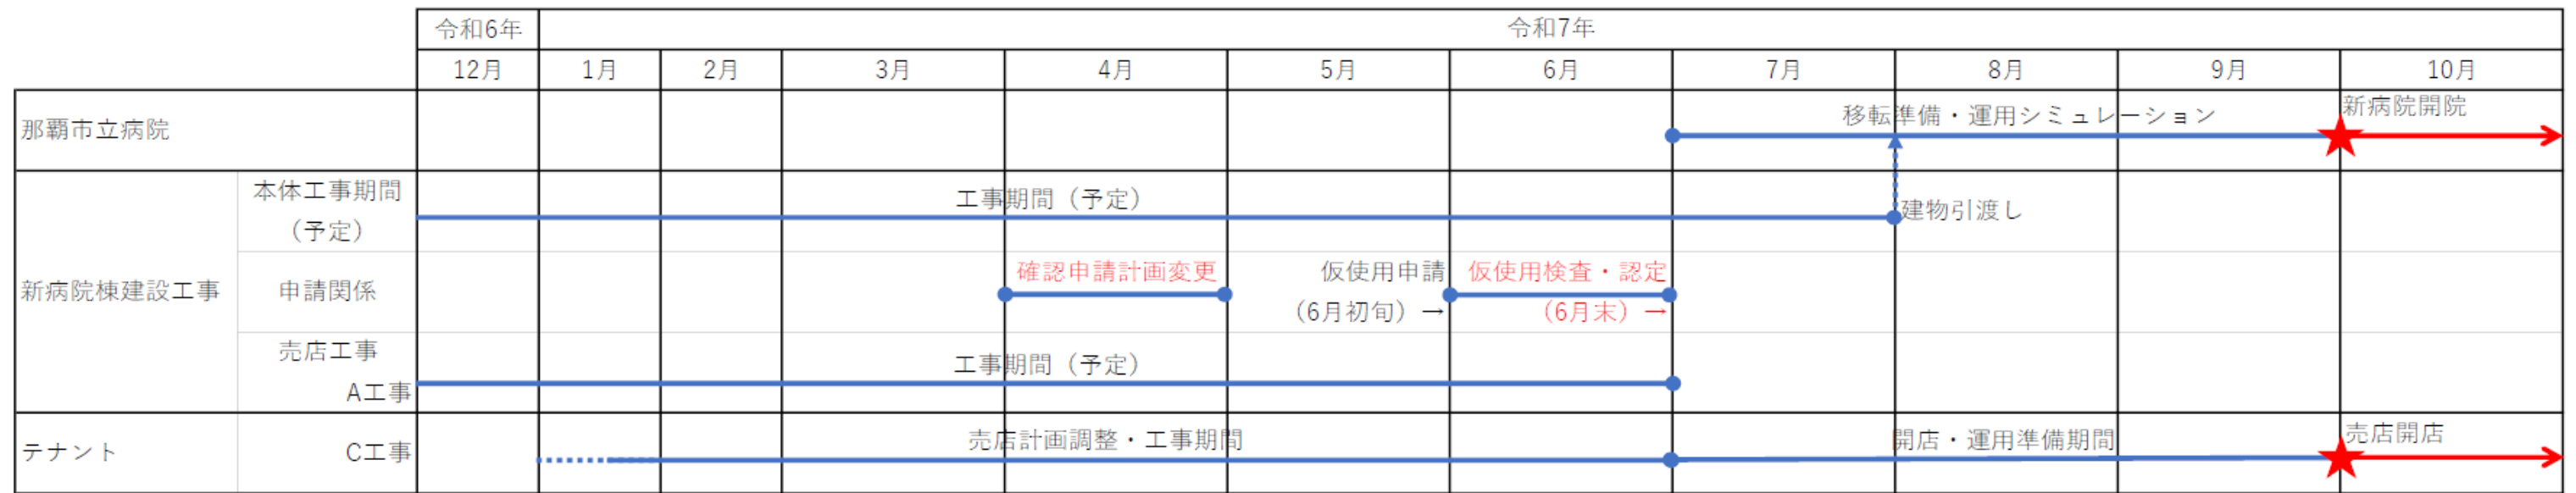 令和6年
令和7年
12月
1月
2月
3月
4月
5月
6月
7月
8月
9月
10月
那覇市立病院
移転準備・運用シミュレーション
新病院開院
新病院棟建設工事
本体工事期間
（予定）
工事期間（予定）
建物引渡し
申請関係
確認申請計画変更
仮使用申請
（6月初旬）→
仮使用検査・認定
（6月末）→
売店工事
A工事
工事期間（予定）
テナント
C工事
売店計画調整・工事期間
開店・運用準備期間
売店開店